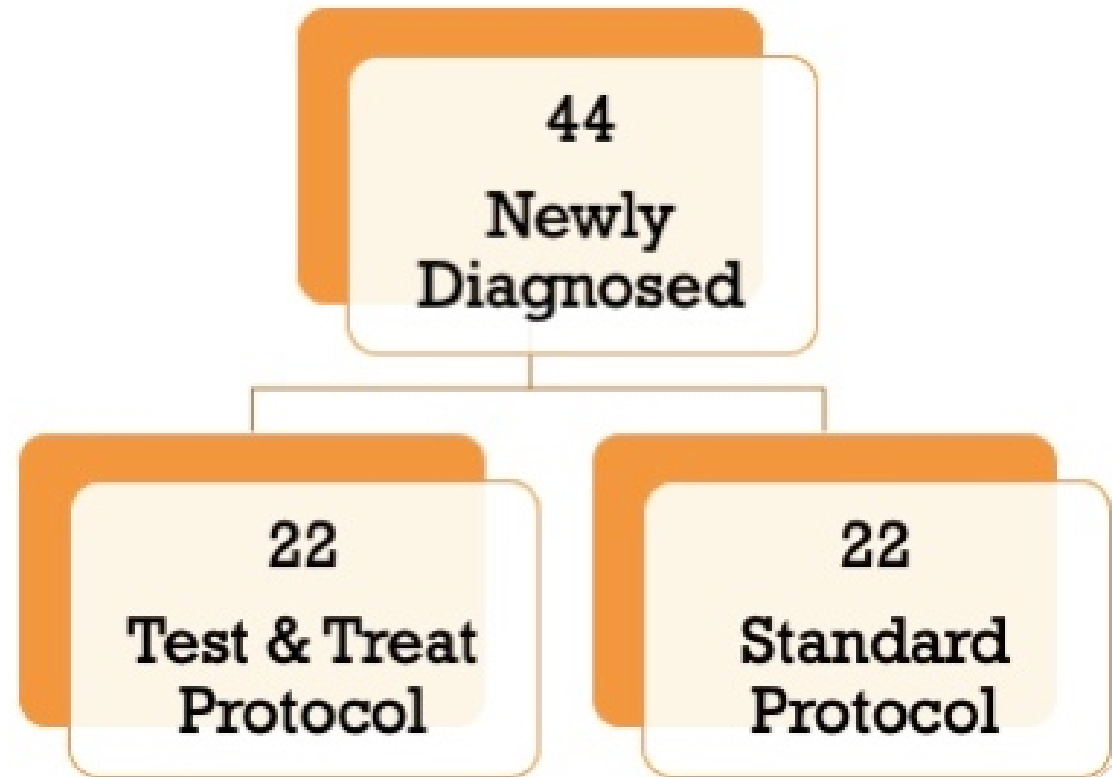 44
Newly
Diagnosed
22
Test & Treat
Protocol
22
Standard
Protocol